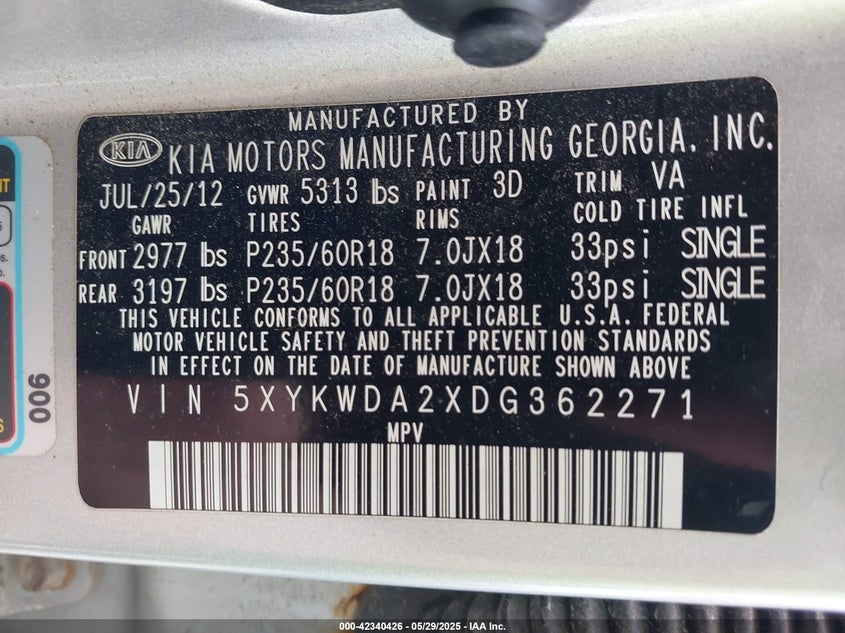 MANUFACTURED BY
KIA KIA MOTORS MANUFACTURING GEORGIA, INC.
JUL/25/12 GVWR 5313 lbs PAINT 3D TRIM VA
GAWR TIRES RIMS COLD TIRE INFL
FRONT 2977 lbs P235/60R18 7.0JX18 33psi SINGLE
REAR 3197 lbs P235/60R18 7.0JX18 33psi SINGLE
THIS VEHICLE CONFORMS TO ALL APPLICABLE U.S.A. FEDERAL
MOTOR VEHICLE SAFETY AND THEFT PREVENTION STANDARDS
IN EFFECT ON THE DATE OF MANUFACTURE SHOWN ABOVE
VIN 5XYKWDA2XDG362271
MPV
006
000-42340426 - 05/29/2025 - IAA Inc.